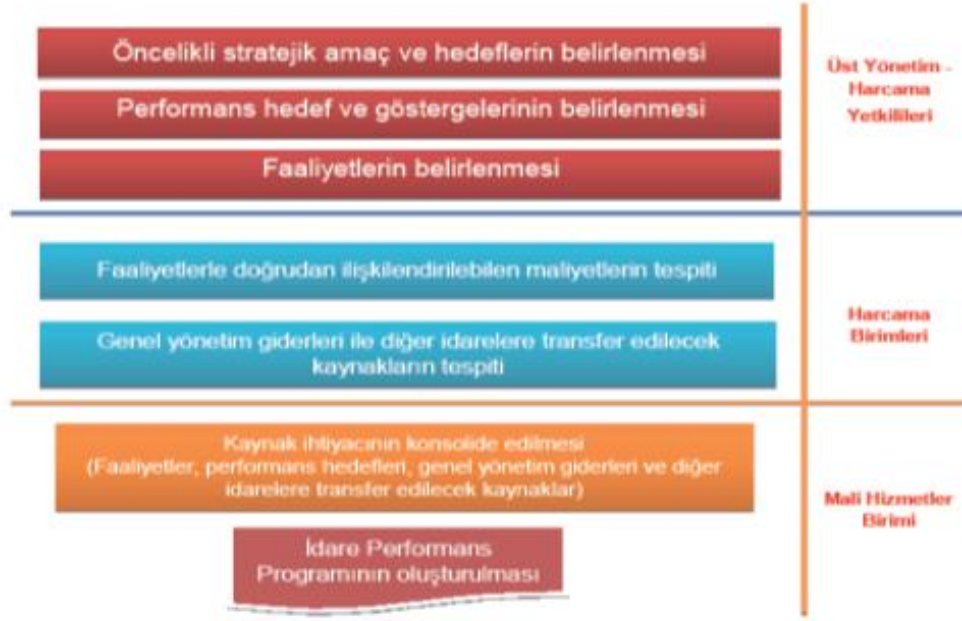 Öncelikli stratejik amaç ve hedeflerin belirlenmesi
Performans hedef ve göstergelerinin belirlenmesi
Faaliyetlerin belirlenmesi
Üst Yönetim -
Harcama
Yetkilileri
Faaliyetlerle doğrudan ilişkilendirilebilen maliyetlerin tespiti
Genel yönetim giderleri ile diğer idarelere transfer edilecek
kaynakların tespiti
Harcama
Birimleri
Kaynak ihtiyacının konsolide edilmesi
(Faaliyetler, performans hedefleri, genel yönetim giderleri ve diğer
idarelere transfer edilecek kaynaklar)
İdare Performans
Programının oluşturulması
Mali Hizmetler
Birimi